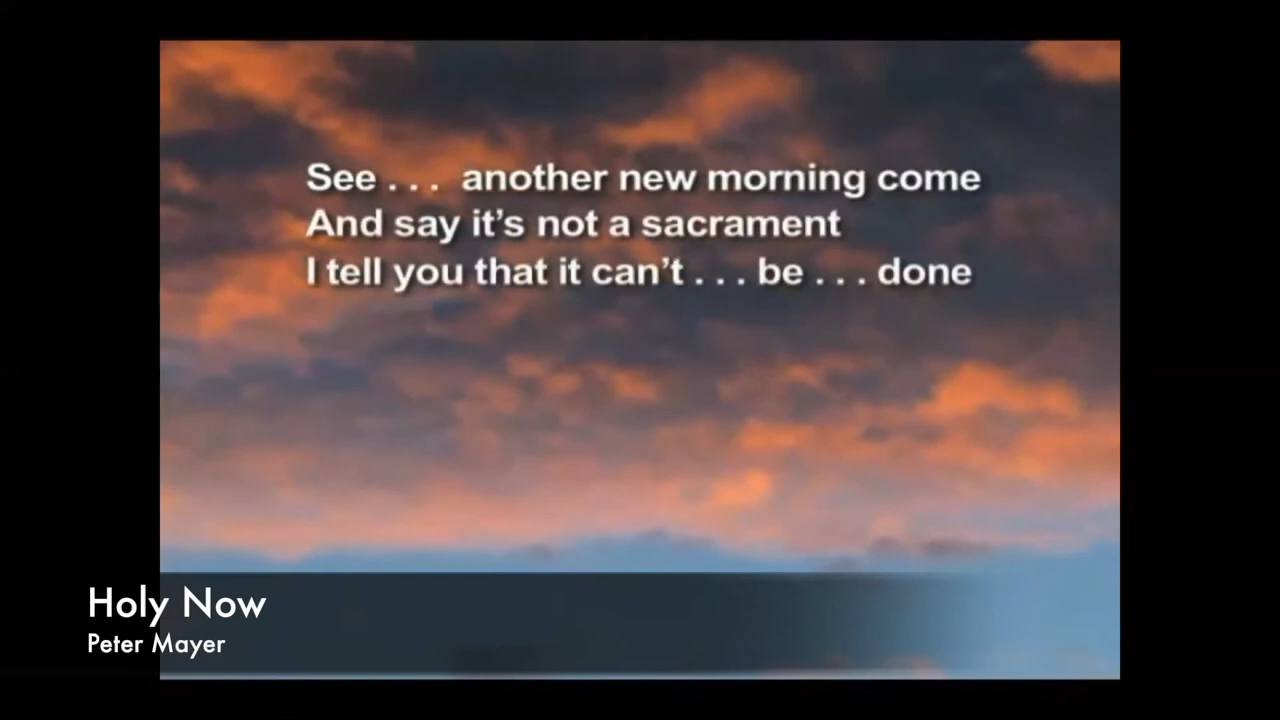 See . . .  another new morning come
And say it’s not a sacrament
I tell you that it can’t . . . be . . . done
Holy Now
Peter Mayer